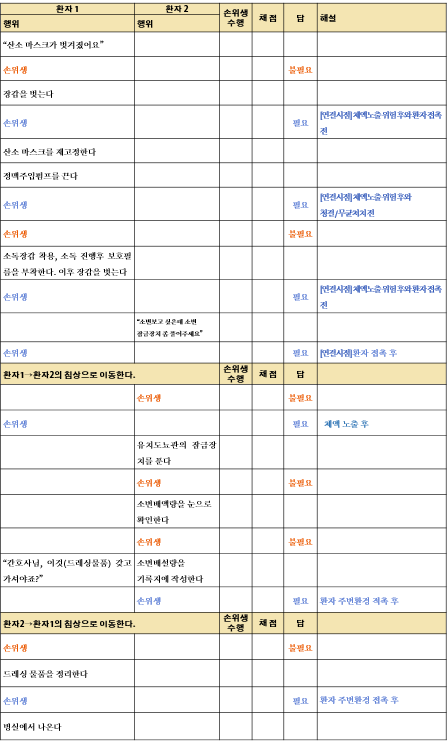 환자 1 환자 2 손위생 채 점 답 해설
행위 행위 수행
“산소 마스크가 벗겨졌어요”
손위생 불필요
장갑을 벗는다
손위생 필요 [연결시점]체액노출 위험 후와 환자 접촉
전
산소 마스크를 재고정한다
정맥주입펌프를 끈다
손위생 필요 [연결시점]체액노출 위험 후와
청결/무균처치 전
손위생 불필요
소독장갑 착용, 소독 진행후 보호필
름을 부착한다. 이후 장갑을 벗는다
손위생 필요 [연결시점]체액노출 위험 후와 환자 접촉
전
“소변보고 싶은데 소변
잠금장치 좀 풀어주세요”
손위생 필요 [연결시점]환자 접촉 후
환자1→환자2의 침상으로 이동한다. 손위생 채 점 답
수행
손위생 불필요
손위생 필요 체액 노출 후
유치도뇨관의 잠금장
치를 푼다
손위생 불필요
소변배액량을 눈으로
확인한다
손위생 불필요
“간호사님, 이것(드레싱물품) 갖고 소변배설량을
가셔야죠?” 기록지에 작성한다
손위생 필요 환자 주변환경 접촉 후
환자2→환자1의 침상으로 이동한다. 손위생 채 점 답
수행
손위생 불필요
드레싱 물품을 정리한다
손위생 필요 환자 주변환경 접촉 후
병실에서 나온다